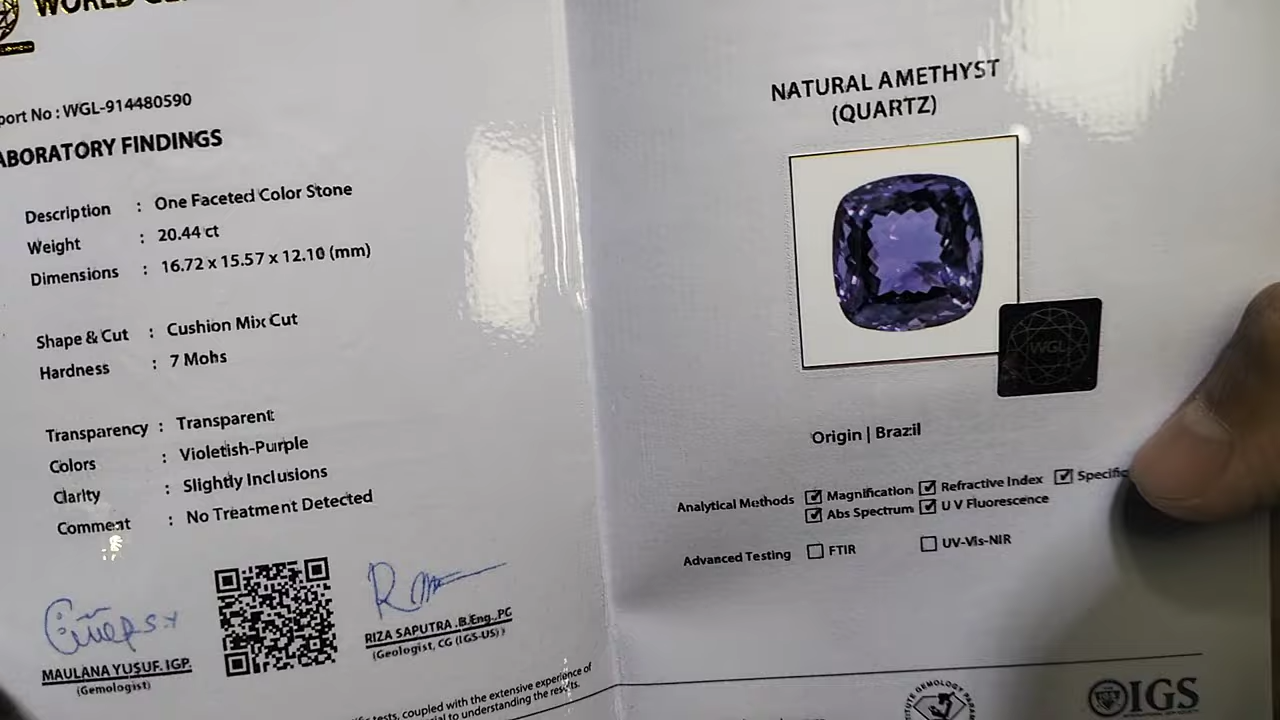 WORLD
port No : WGL-914480590
ABORATORY FINDINGS
Description : One Faceted Color Stone
Weight : 20.44 ct
Dimensions : 16.72 x 15.57 x 12.10 (mm)
Shape & Cut : Cushion Mix Cut
Hardness : 7 Mohs
Transparency : Transparent
Colors : Violetish-Purple
Clarity : Slightly Inclusions
Comment : No Treatment Detected
MAULANA YUSUF. IGP.
(Gemologist)
RIZA SAPUTRA .B.Eng.,PG
(Geologist, CG (IGS-US))
tests, coupled with the extensive experience of
to understanding the results.
NATURAL AMETHYST
(QUARTZ)
WGL
Origin | Brazil
Analytical Methods Magnification Refractive Index Specific
Abs Spectrum U V Fluorescence
Advanced Testing FTIR UV-Vis-NIR
GEMOLOGY
IGS